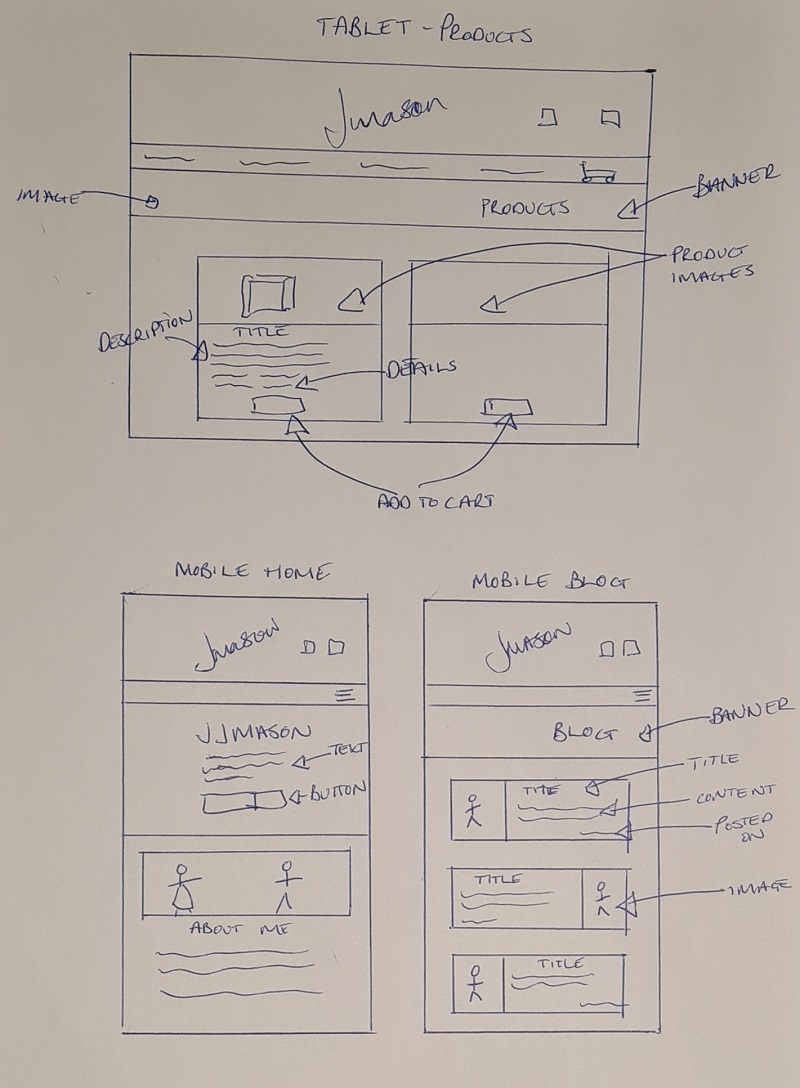 TABLET - PRODUCTS
Jmason
IMAGE
PRODUCTS
BANNER
PRODUCT
IMAGES
DESCRIPTION
TITLE
DETAILS
ADD TO CART
MOBILE HOME
Jmason
JJMASON
TEXT
BUTTON
ABOUT ME
MOBILE BLOG
JMASON
BLOG
BANNER
TITLE
TITLE
CONTENT
POSTED
ON
TITLE
IMAGE
TITLE